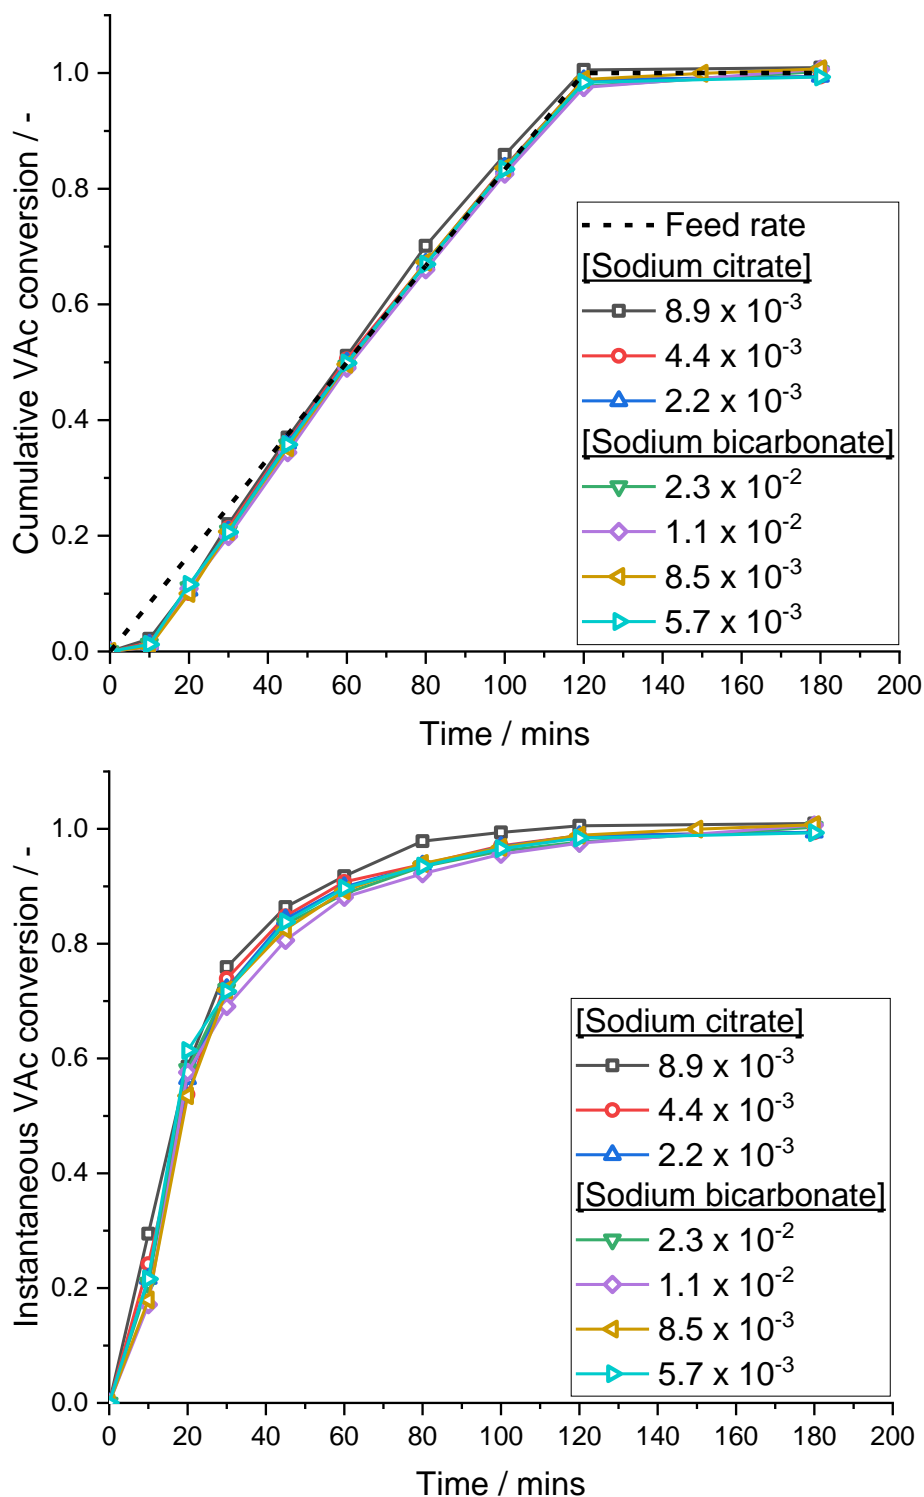 Cumulative VAc conversion / -
1.0
0.8
0.6
0.4
0.2
0.0
Feed rate
[Sodium citrate]
8.9 x 10⁻³
4.4 x 10⁻³
2.2 x 10⁻³
[Sodium bicarbonate]
2.3 x 10⁻²
1.1 x 10⁻²
8.5 x 10⁻³
5.7 x 10⁻³
0 20 40 60 80 100 120 140 160 180 200
Time / mins
Instantaneous VAc conversion / -
1.0
0.8
0.6
0.4
0.2
0.0
[Sodium citrate]
8.9 x 10⁻³
4.4 x 10⁻³
2.2 x 10⁻³
[Sodium bicarbonate]
2.3 x 10⁻²
1.1 x 10⁻²
8.5 x 10⁻³
5.7 x 10⁻³
0 20 40 60 80 100 120 140 160 180 200
Time / mins